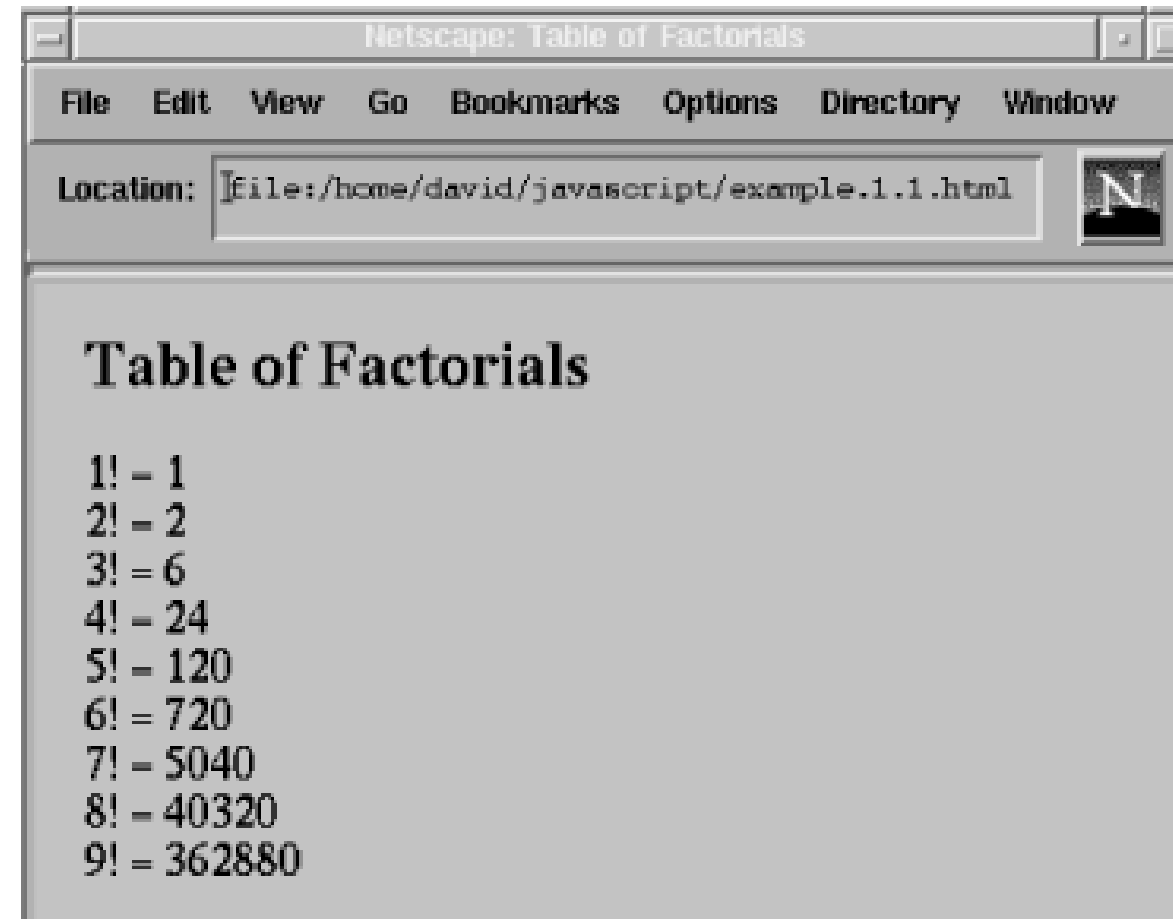 Netscape: Table of Factorials
File Edit View Go Bookmarks Options Directory Window
Location: file:/home/david/javascript/example.1.1.html
N
Table of Factorials
1! = 1
2! = 2
3! = 6
4! = 24
5! = 120
6! = 720
7! = 5040
8! = 40320
9! = 362880